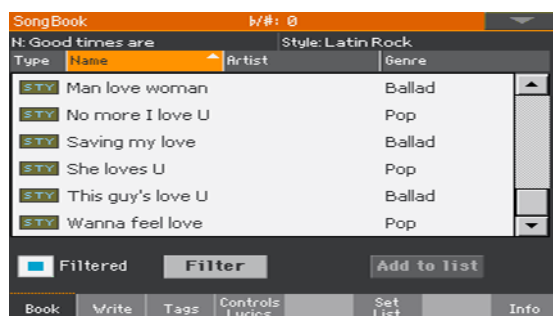 SongBook ♭/#: 0
N: Good times are Style: Latin Rock
Type Name Artist Genre
STY Man love woman Ballad
STY No more I love U Pop
STY Saving my love Ballad
STY She loves U Pop
STY This guy's love U Ballad
STY Wanna feel love Pop
Filtered Filter Add to list
Book Write Tags Controls Lyrics Set List Info